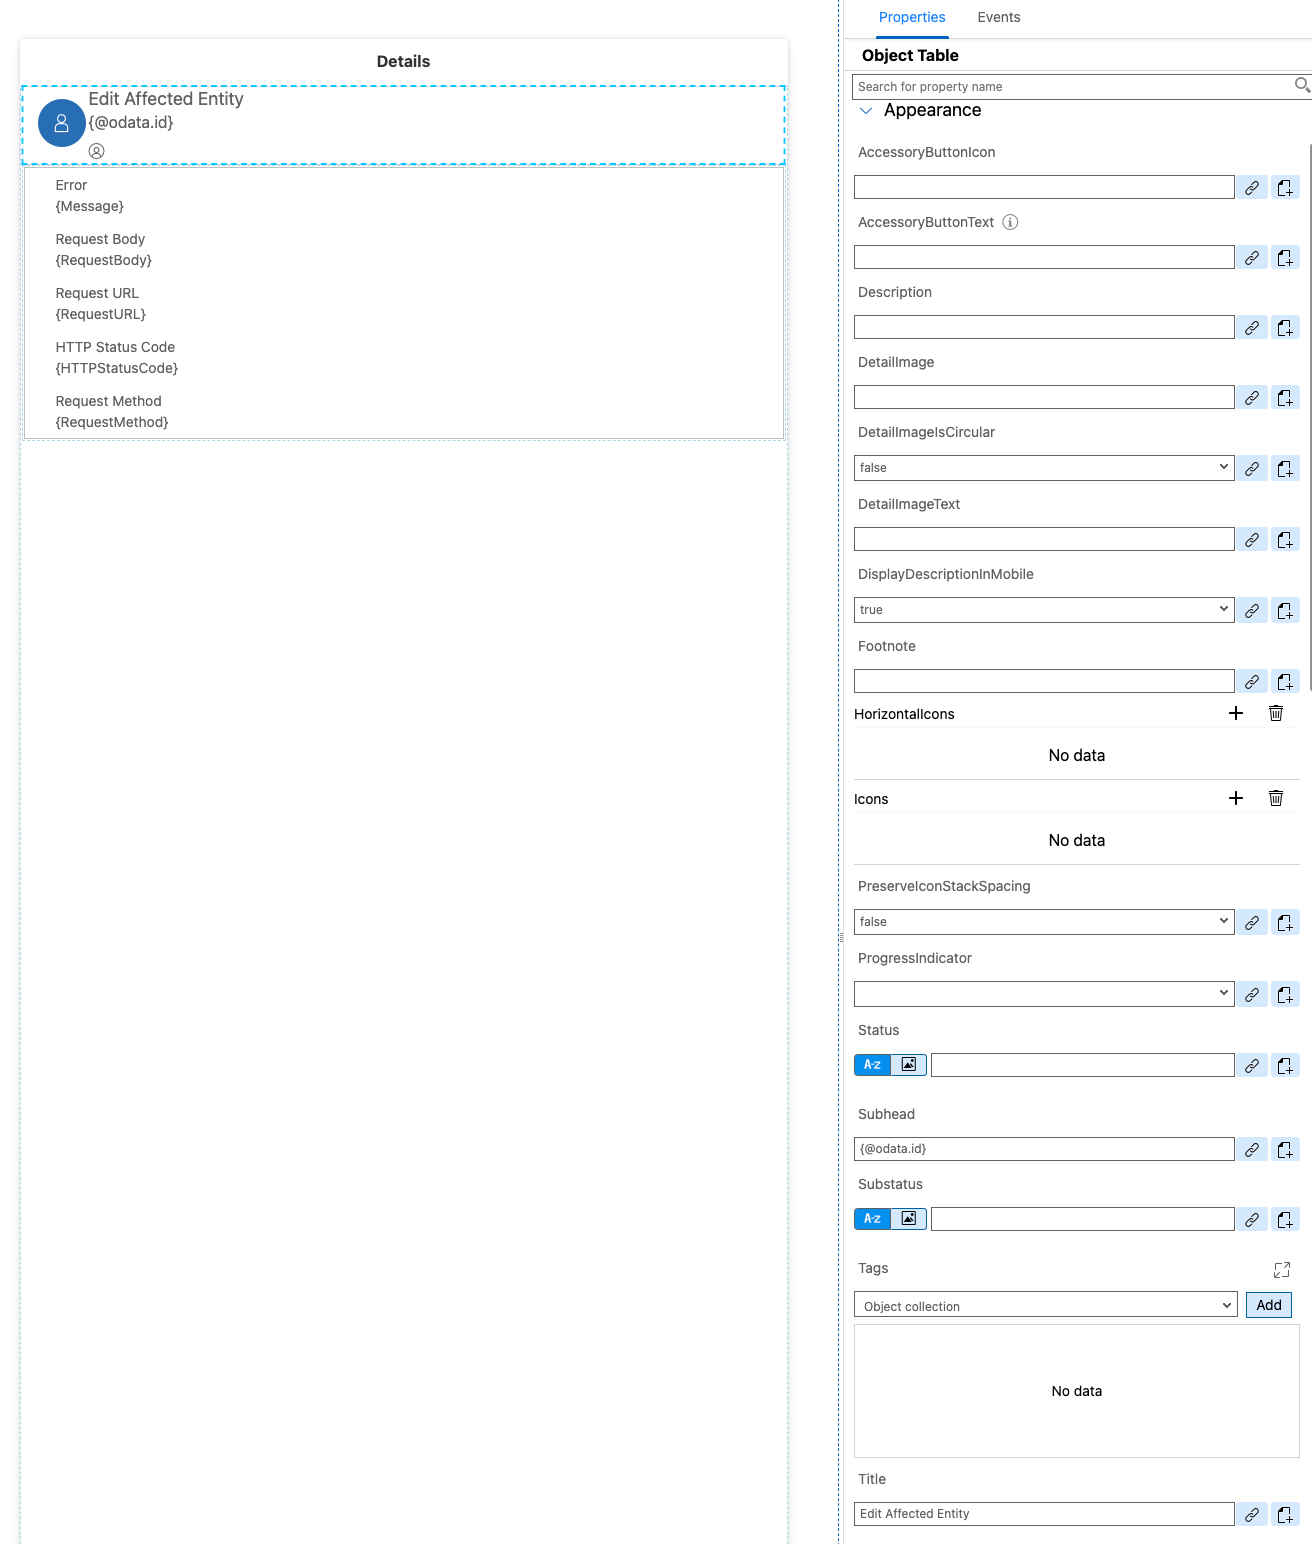 Details
Edit Affected Entity
{@odata.id}
Error
{Message}
Request Body
{RequestBody}
Request URL
{RequestURL}
HTTP Status Code
{HTTPStatusCode}
Request Method
{RequestMethod}
Properties
Events
Object Table
Search for property name
Appearance
AccessoryButtonIcon
AccessoryButtonText
Description
DetailImage
DetailImageIsCircular
false
DetailImageText
DisplayDescriptionInMobile
true
Footnote
HorizontalIcons
No data
Icons
No data
PreserveIconStackSpacing
false
ProgressIndicator
Status
A-z
Subhead
{@odata.id}
Substatus
A-z
Tags
Object collection
Add
No data
Title
Edit Affected Entity